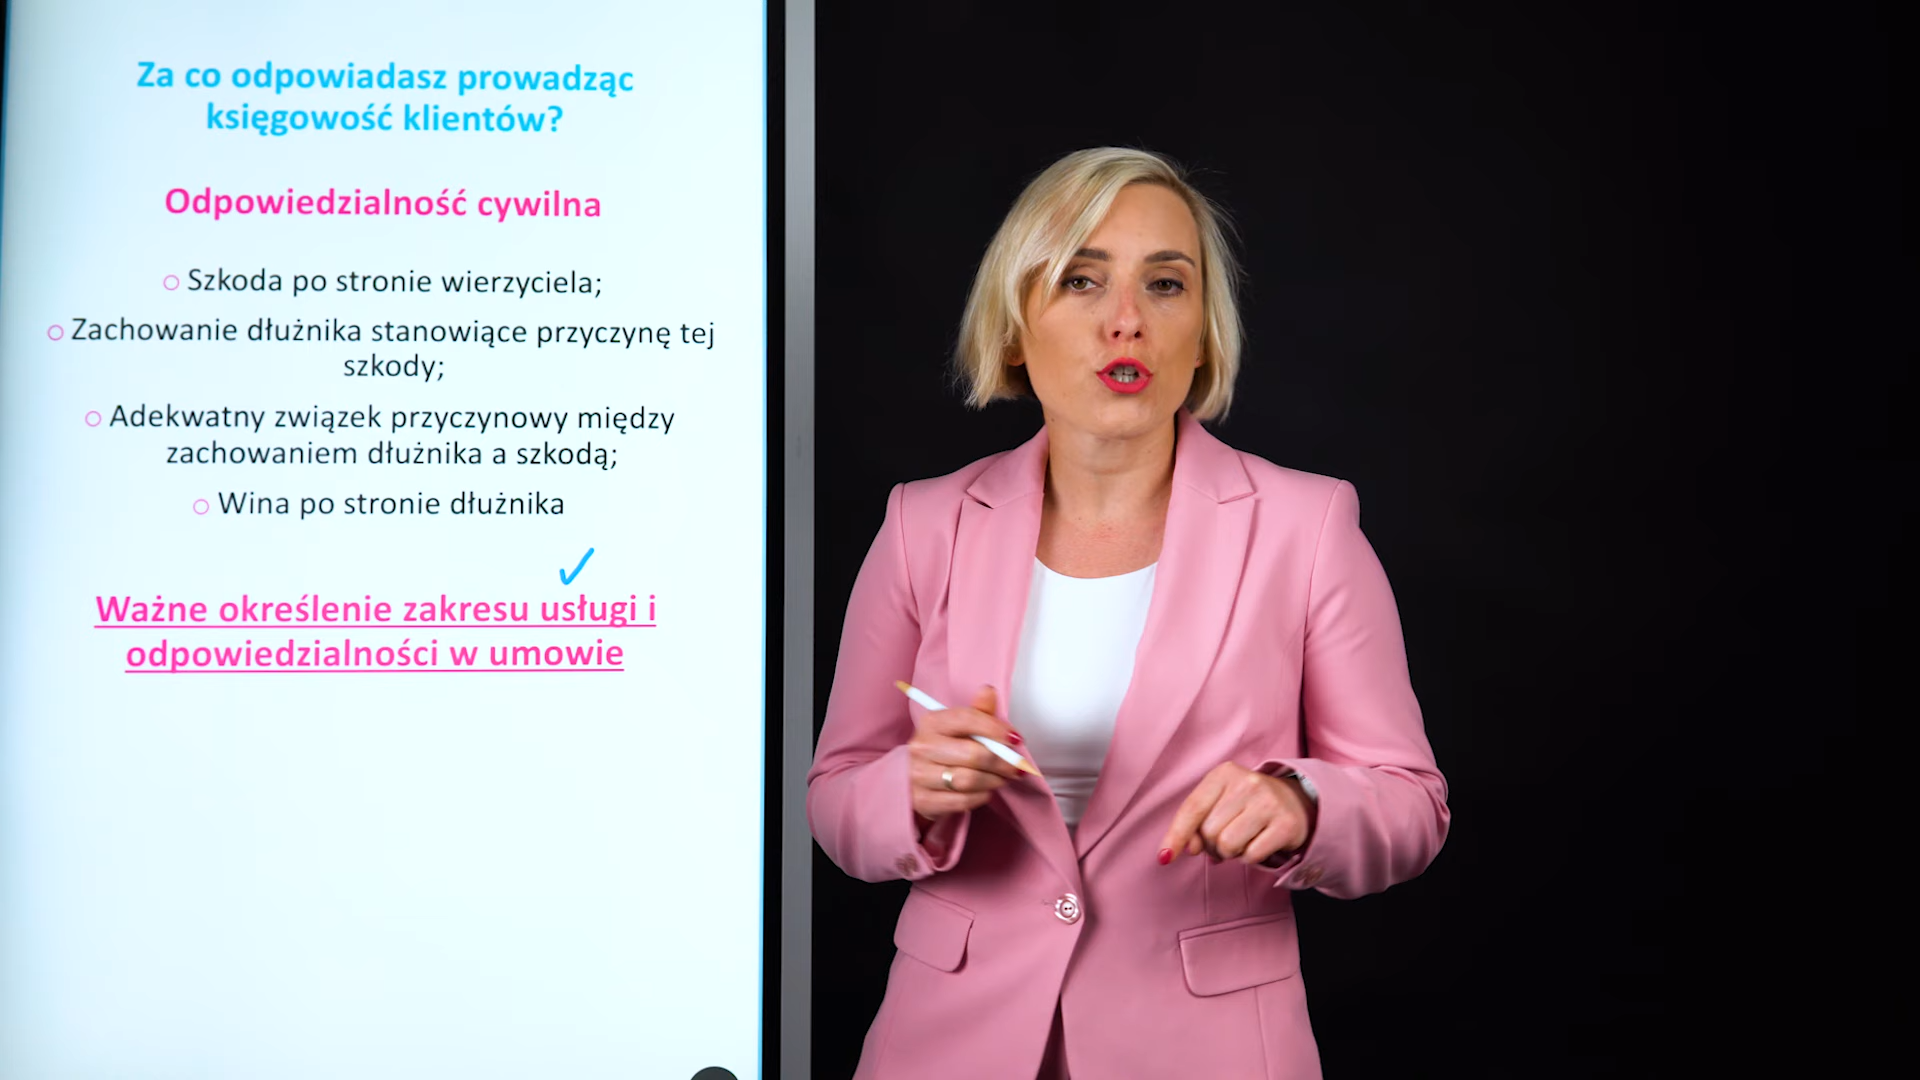 Za co odpowiadasz prowadząc
księgowość klientów?
Odpowiedzialność cywilna
Szkoda po stronie wierzyciela;
Zachowanie dłużnika stanowiące przyczynę tej
szkody;
Adekwatny związek przyczynowy między
zachowaniem dłużnika a szkodą;
Wina po stronie dłużnika
Ważne określenie zakresu usługi i
odpowiedzialności w umowie